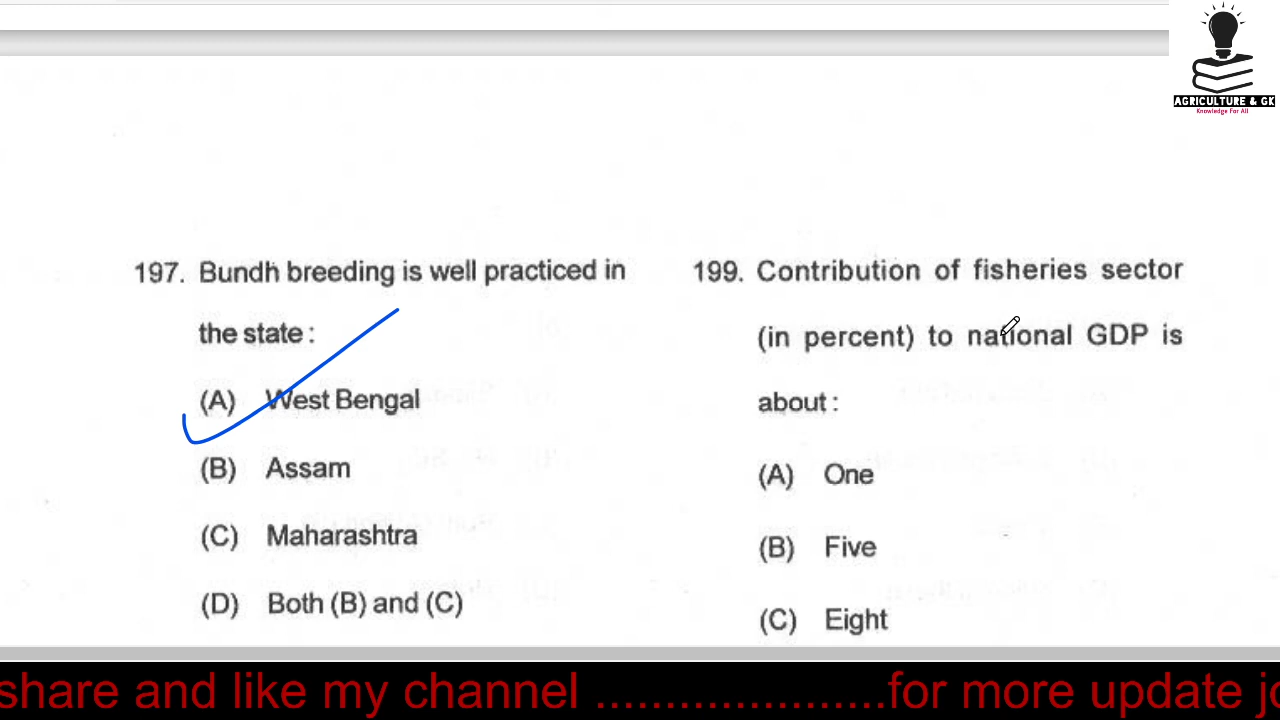 AGRICULTURE & GK
Knowledge For All
197. Bundh breeding is well practiced in
the state :
(A) West Bengal
(B) Assam
(C) Maharashtra
(D) Both (B) and (C)
199. Contribution of fisheries sector
(in percent) to national GDP is
about :
(A) One
(B) Five
(C) Eight
share and like my channel ......................for more update jo